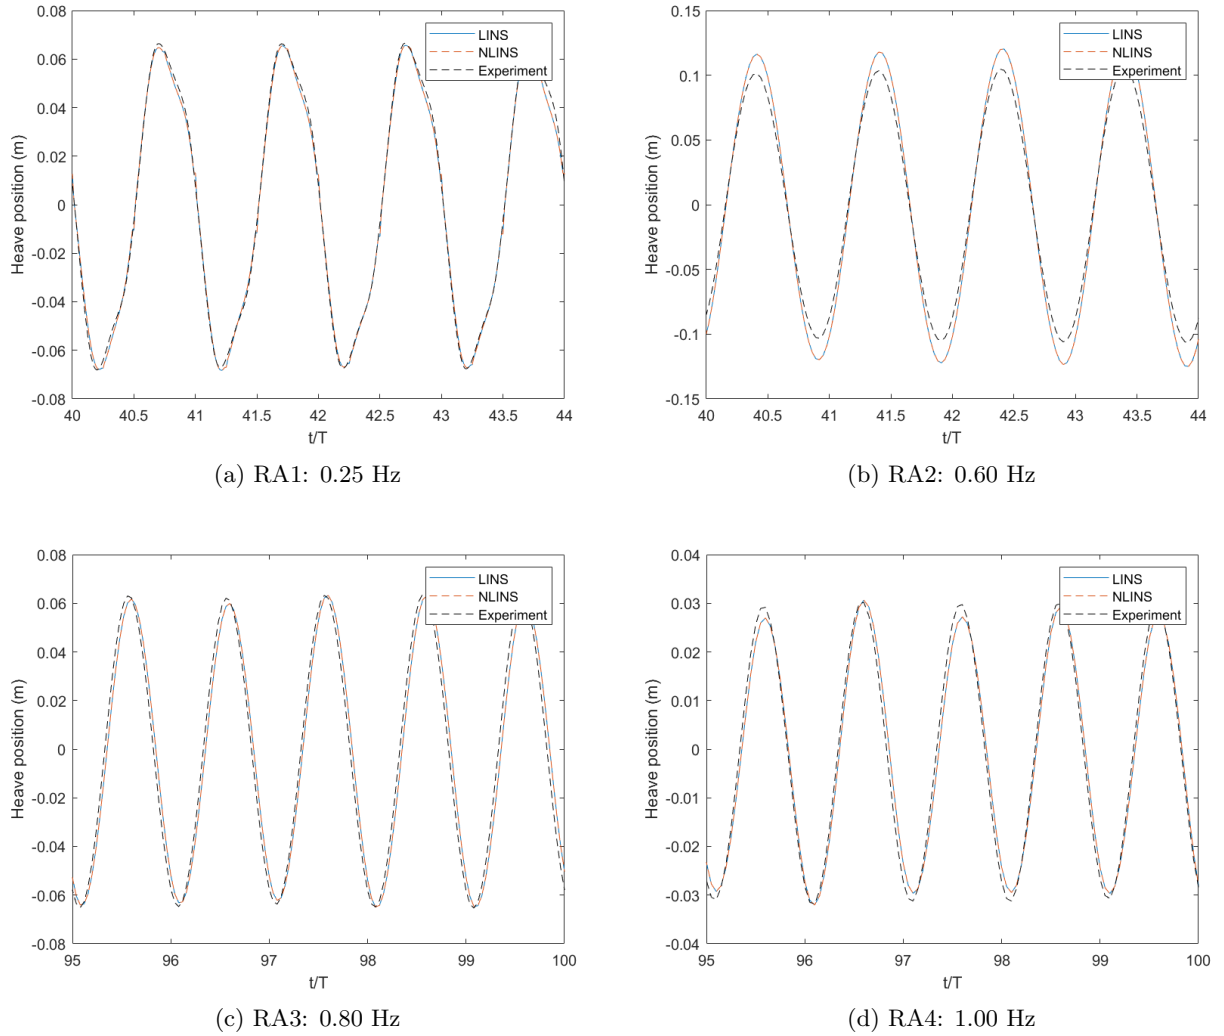 0.08
0.06
0.04
0.02
0
-0.02
-0.04
-0.06
-0.08
Heave position (m)
LINS
NLINS
Experiment
40 40.5 41 41.5 42 42.5 43 43.5 44
t/T
(a) RA1: 0.25 Hz
0.15
0.1
0.05
0
-0.05
-0.1
-0.15
Heave position (m)
LINS
NLINS
Experiment
40 40.5 41 41.5 42 42.5 43 43.5 44
t/T
(b) RA2: 0.60 Hz
0.08
0.06
0.04
0.02
0
-0.02
-0.04
-0.06
-0.08
Heave position (m)
LINS
NLINS
Experiment
95 96 97 98 99 100
t/T
(c) RA3: 0.80 Hz
0.04
0.03
0.02
0.01
0
-0.01
-0.02
-0.03
-0.04
Heave position (m)
LINS
NLINS
Experiment
95 96 97 98 99 100
t/T
(d) RA4: 1.00 Hz